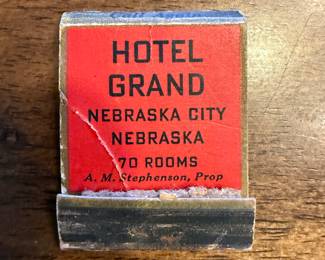 HOTEL
GRAND
NEBRASKA CITY
NEBRASKA
70 ROOMS
A. M. Stephenson, Prop